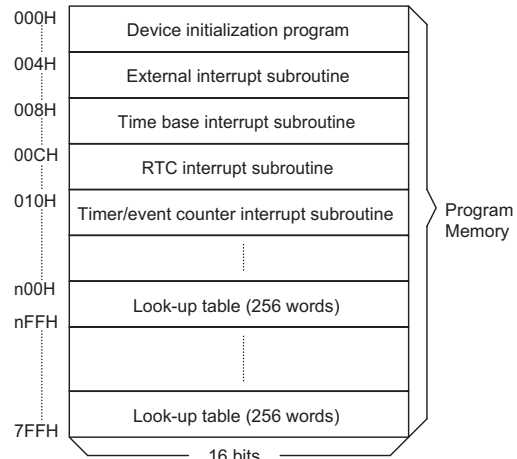 000H
Device initialization program
004H
External interrupt subroutine
008H
Time base interrupt subroutine
00CH
RTC interrupt subroutine
010H
Timer/event counter interrupt subroutine
Program
Memory
n00H
Look-up table (256 words)
nFFH
Look-up table (256 words)
7FFH
16 bits